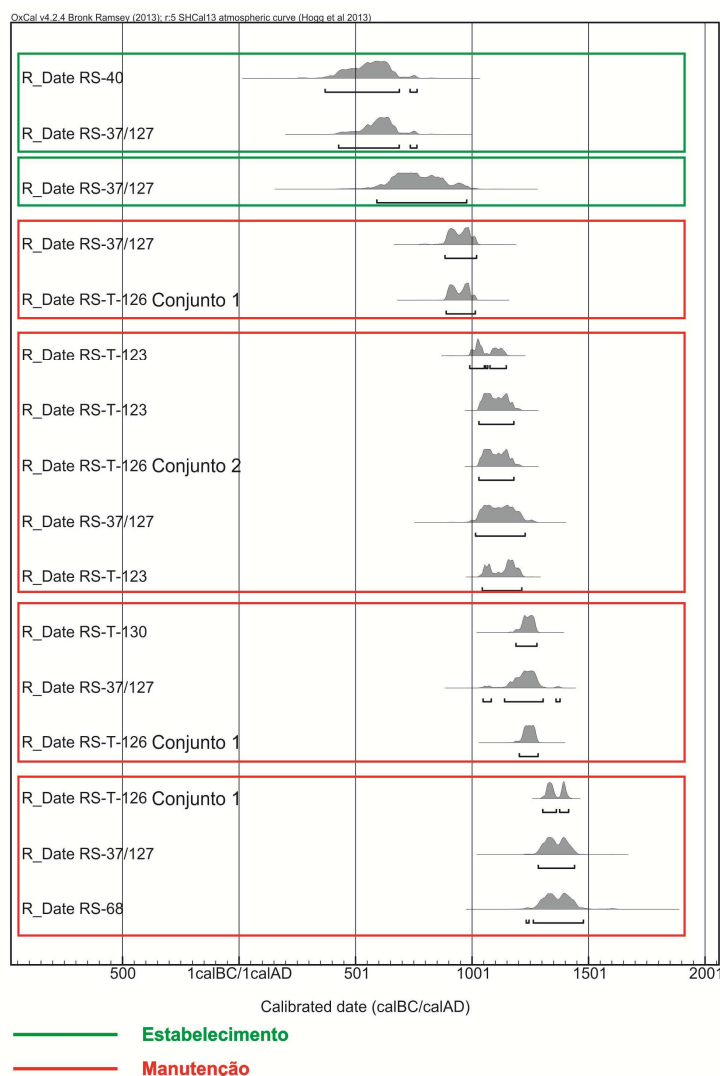 OxCal v4.2.4 Bronk Ramsey (2013); r:5 SHCal13 atmospheric curve (Hogg et al 2013)
R_Date RS-40
R_Date RS-37/127
R_Date RS-37/127
R_Date RS-37/127
R_Date RS-T-126 Conjunto 1
R_Date RS-T-123
R_Date RS-T-123
R_Date RS-T-126 Conjunto 2
R_Date RS-37/127
R_Date RS-T-123
R_Date RS-T-130
R_Date RS-37/127
R_Date RS-T-126 Conjunto 1
R_Date RS-T-126 Conjunto 1
R_Date RS-37/127
R_Date RS-68
500 1calBC/1calAD 501 1001 1501 2001
Calibrated date (calBC/calAD)
Estabelecimento
Manutenção